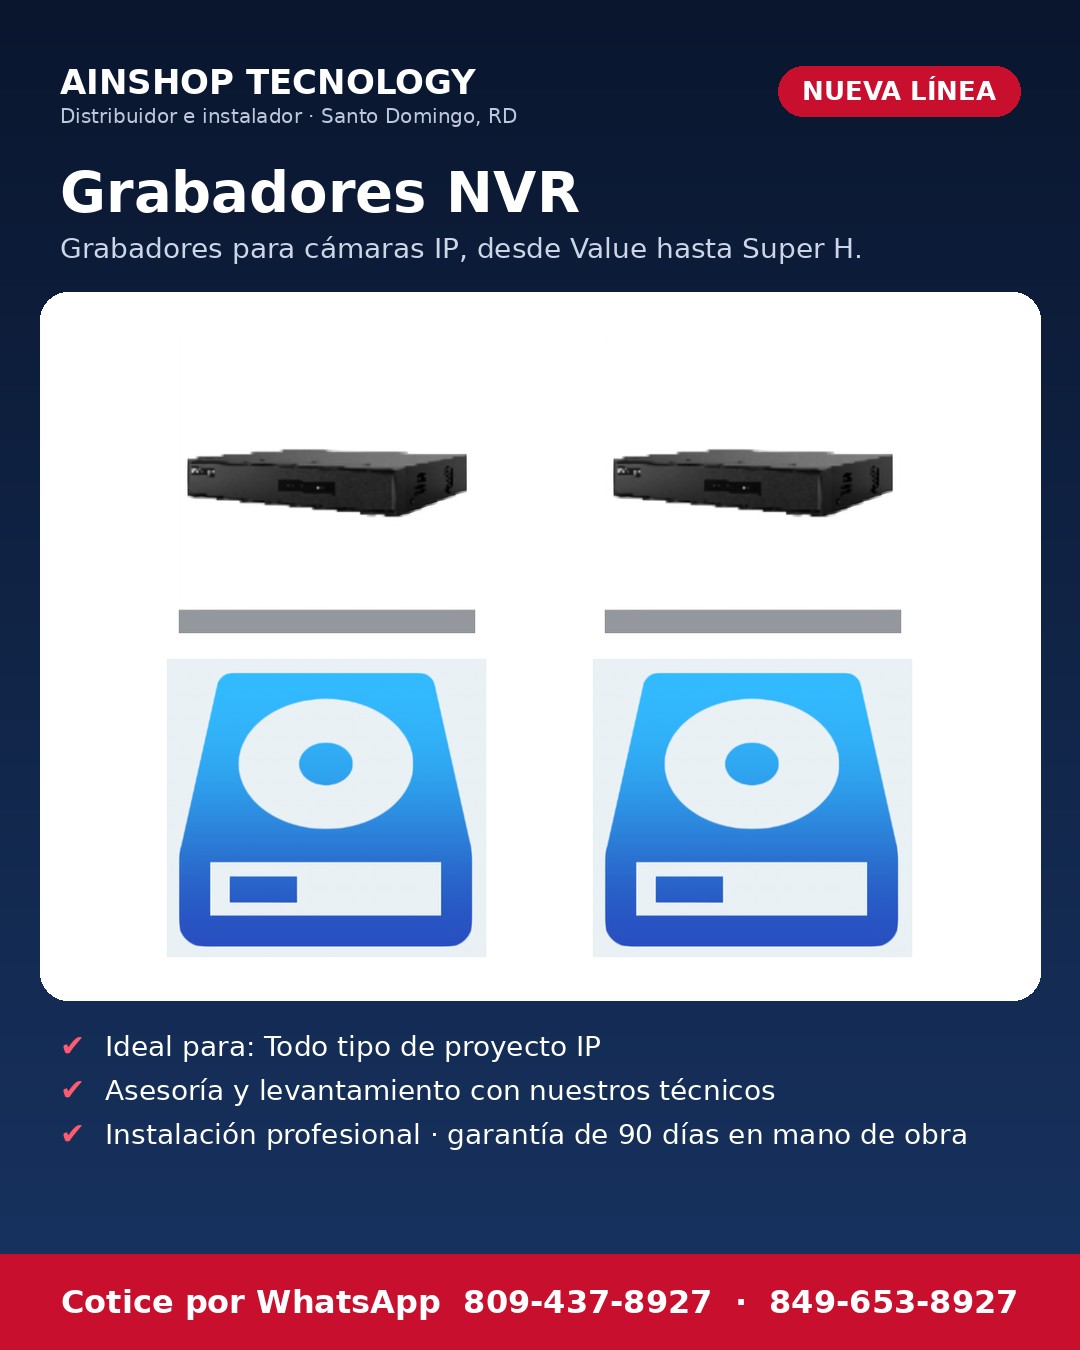 AINSHOP TECNOLOGY
Distribuidor e instalador · Santo Domingo, RD
NUEVA LÍNEA
Grabadores NVR
Grabadores para cámaras IP, desde Value hasta Super H.
✔ Ideal para: Todo tipo de proyecto IP
✔ Asesoría y levantamiento con nuestros técnicos
✔ Instalación profesional · garantía de 90 días en mano de obra
Cotice por WhatsApp 809-437-8927 · 849-653-8927